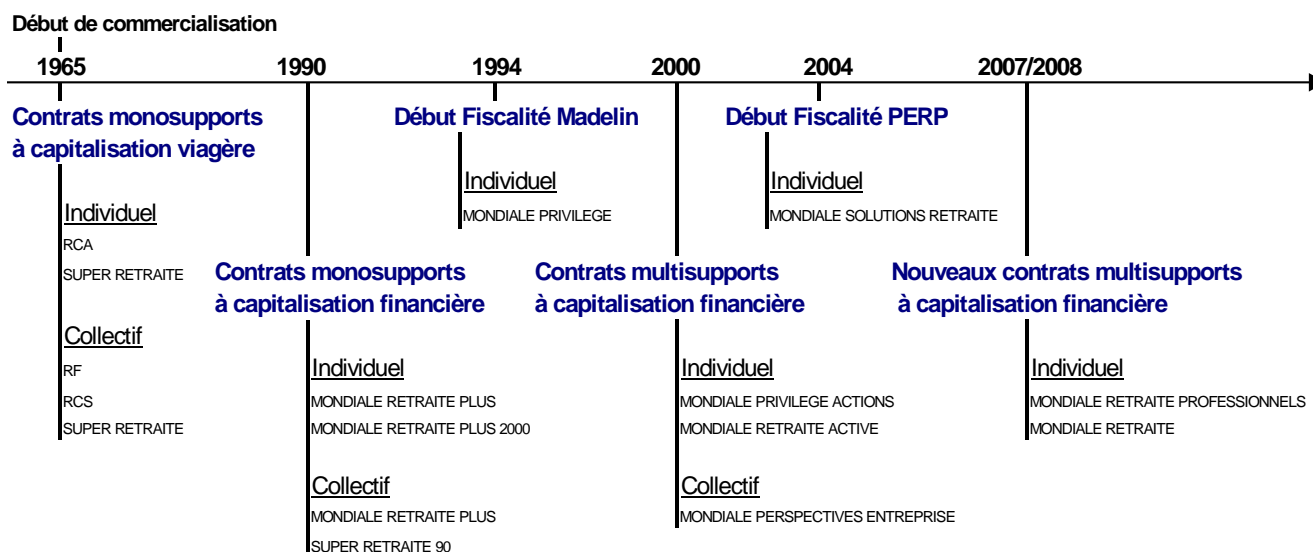 Début de commercialisation
1965
1990
1994
2000
2004
2007/2008
Contrats monosupports
à capitalisation viagère
Début Fiscalité Madelin
Début Fiscalité PERP
Individuel
RCA
SUPER RETRAITE
Collectif
RF
RCS
SUPER RETRAITE
Contrats monosupports
à capitalisation financière
Individuel
MONDIALE RETRAITE PLUS
MONDIALE RETRAITE PLUS 2000
Collectif
MONDIALE RETRAITE PLUS
SUPER RETRAITE 90
Individuel
MONDIALE PRIVILEGE
Contrats multisupports
à capitalisation financière
Individuel
MONDIALE PRIVILEGE ACTIONS
MONDIALE RETRAITE ACTIVE
Collectif
MONDIALE PERSPECTIVES ENTREPRISE
Individuel
MONDIALE SOLUTIONS RETRAITE
Nouveaux contrats multisupports
à capitalisation financière
Individuel
MONDIALE RETRAITE PROFESSIONNELS
MONDIALE RETRAITE